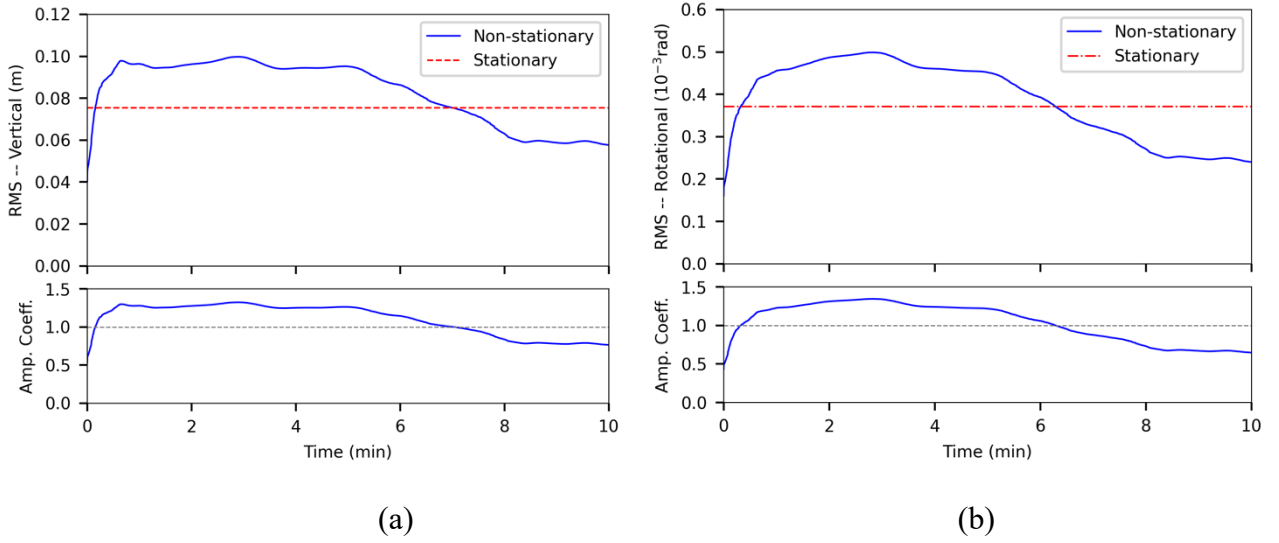 0.12
0.10
0.08
0.06
0.04
0.02
0.00
RMS -- Vertical (m)
Non-stationary
Stationary
1.5
1.0
0.5
0.0
Amp. Coeff.
0
2
4
6
8
10
Time (min)
(a)
0.6
0.5
0.4
0.3
0.2
0.1
0.0
RMS -- Rotational (10⁻³rad)
Non-stationary
Stationary
1.5
1.0
0.5
0.0
Amp. Coeff.
0
2
4
6
8
10
Time (min)
(b)